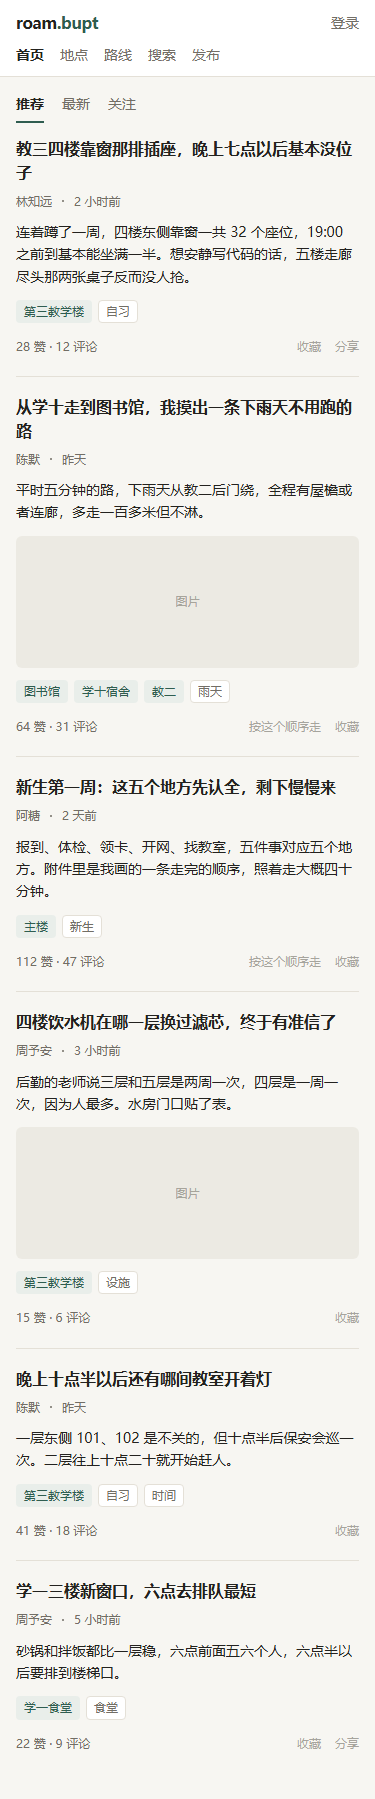 roam.bupt 登录
首页 地点 路线 搜索 发布
推荐 最新 关注
教三四楼靠窗那排插座，晚上七点以后基本没位
子
林知远 · 2 小时前
连着蹲了一周，四楼东侧靠窗一共 32 个座位，19:00
之前到基本能坐满一半。想安静写代码的话，五楼走廊
尽头那两张桌子反而没人抢。
第三教学楼 自习
28 赞 · 12 评论 收藏 分享
从学十走到图书馆，我摸出一条下雨天不用跑的
路
陈默 · 昨天
平时五分钟的路，下雨天从教二后门绕，全程有屋檐或
者连廊，多走一百多米但不淋。
图片
图书馆 学十宿舍 教二 雨天
64 赞 · 31 评论 按这个顺序走 收藏
新生第一周：这五个地方先认全，剩下慢慢来
阿糖 · 2 天前
报到、体检、领卡、开网、找教室，五件事对应五个地
方。附件里是我画的一条走完的顺序，照着走大概四十
分钟。
主楼 新生
112 赞 · 47 评论 按这个顺序走 收藏
四楼饮水机在哪一层换过滤芯，终于有准信了
周予安 · 3 小时前
后勤的老师说三层和五层是两周一次，四层是一周一
次，因为人最多。水房门口贴了表。
图片
第三教学楼 设施
15 赞 · 6 评论 收藏
晚上十点半以后还有哪间教室开着灯
陈默 · 昨天
一层东侧 101、102 是不关的，但十点半后保安会巡一
次。二层往上十点二十就开始赶人。
第三教学楼 自习 时间
41 赞 · 18 评论 收藏
学一三楼新窗口，六点去排队最短
周予安 · 5 小时前
砂锅和拌饭都比一层稳，六点前面五六个人，六点半以
后要排到楼梯口。
学一食堂 食堂
22 赞 · 9 评论 收藏 分享